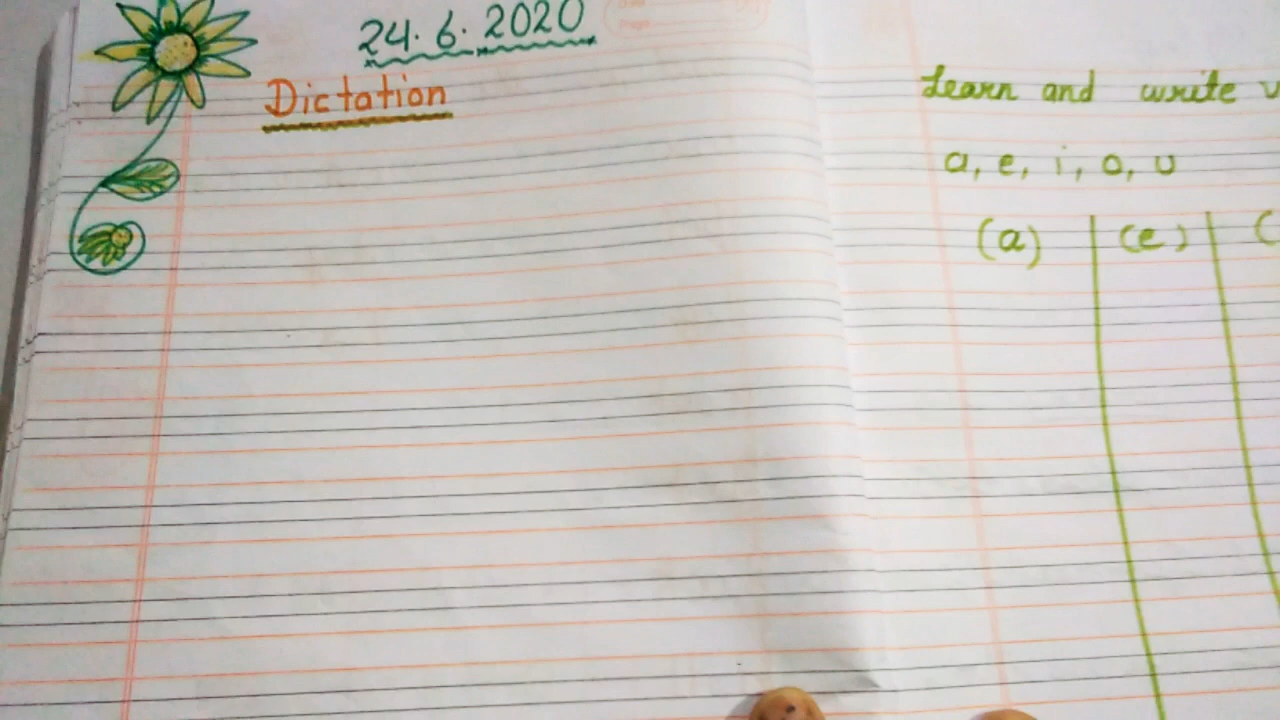 24.6.2020
Dictation
Learn and write
a, e, i, o, u
(a) (e)